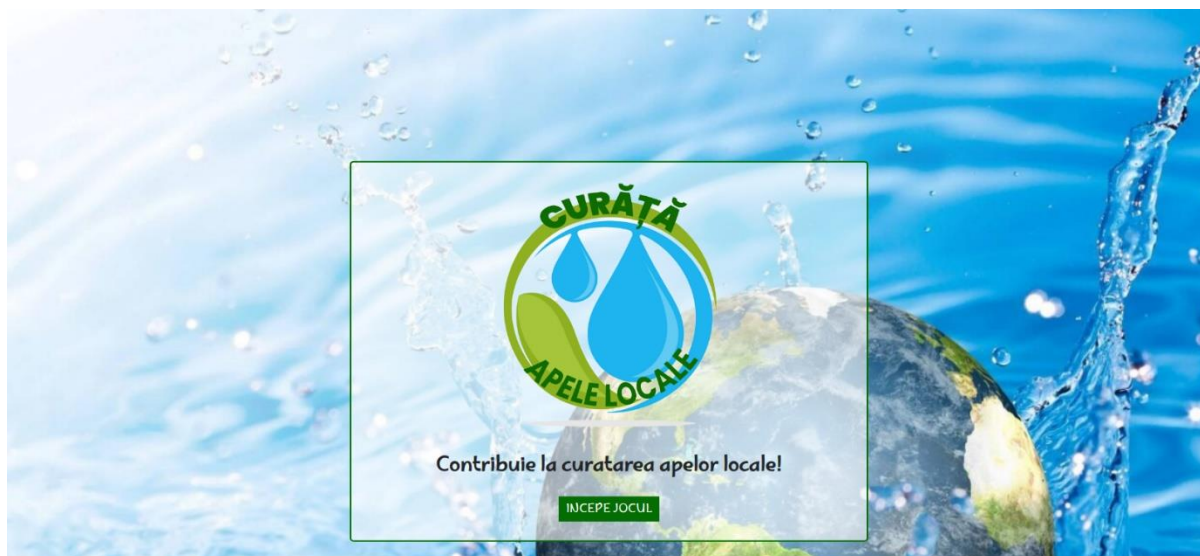 CURĂȚĂ
APELE LOCALE
Contribuie la curatarea apelor locale!
INCEPE JOCUL